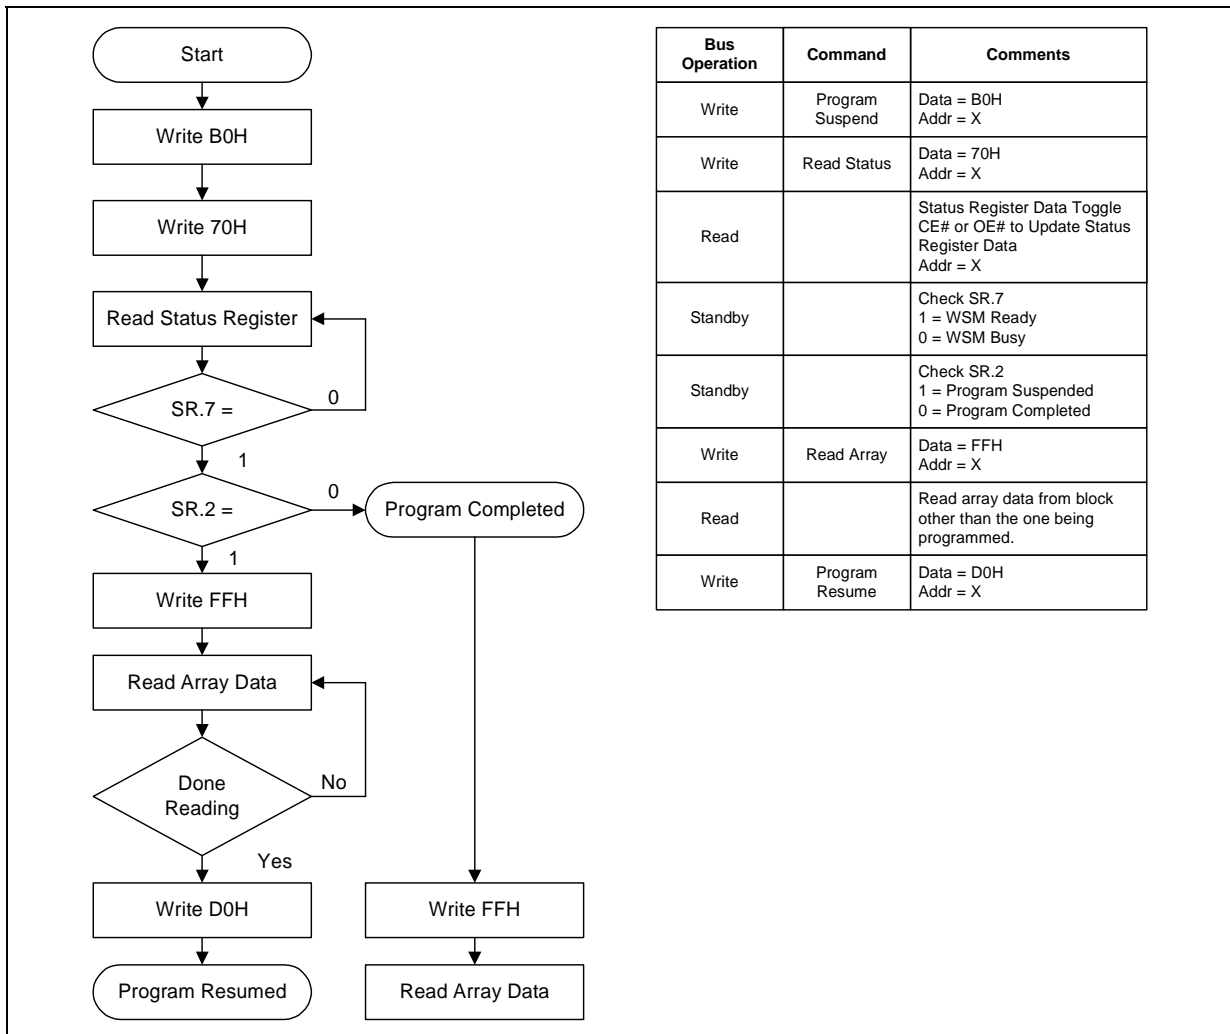 Start
Write B0H
Write 70H
Read Status Register
SR.7 =
0
1
SR.2 =
0
Program Completed
1
Write FFH
Read Array Data
Done
Reading
No
Yes
Write D0H
Write FFH
Program Resumed
Read Array Data
Bus
Operation
Command
Comments
Write
Program
Suspend
Data = B0H
Addr = X
Write
Read Status
Data = 70H
Addr = X
Read
Status Register Data Toggle
CE# or OE# to Update Status
Register Data
Addr = X
Standby
Check SR.7
1 = WSM Ready
0 = WSM Busy
Standby
Check SR.2
1 = Program Suspended
0 = Program Completed
Write
Read Array
Data = FFH
Addr = X
Read
Read array data from block
other than the one being
programmed.
Write
Program
Resume
Data = D0H
Addr = X